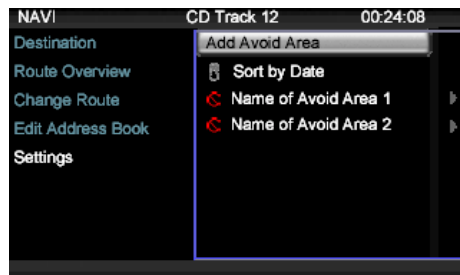 NAVI CD Track 12 00:24:08
Destination
Route Overview
Change Route
Edit Address Book
Settings
Add Avoid Area
Sort by Date
Name of Avoid Area 1
Name of Avoid Area 2